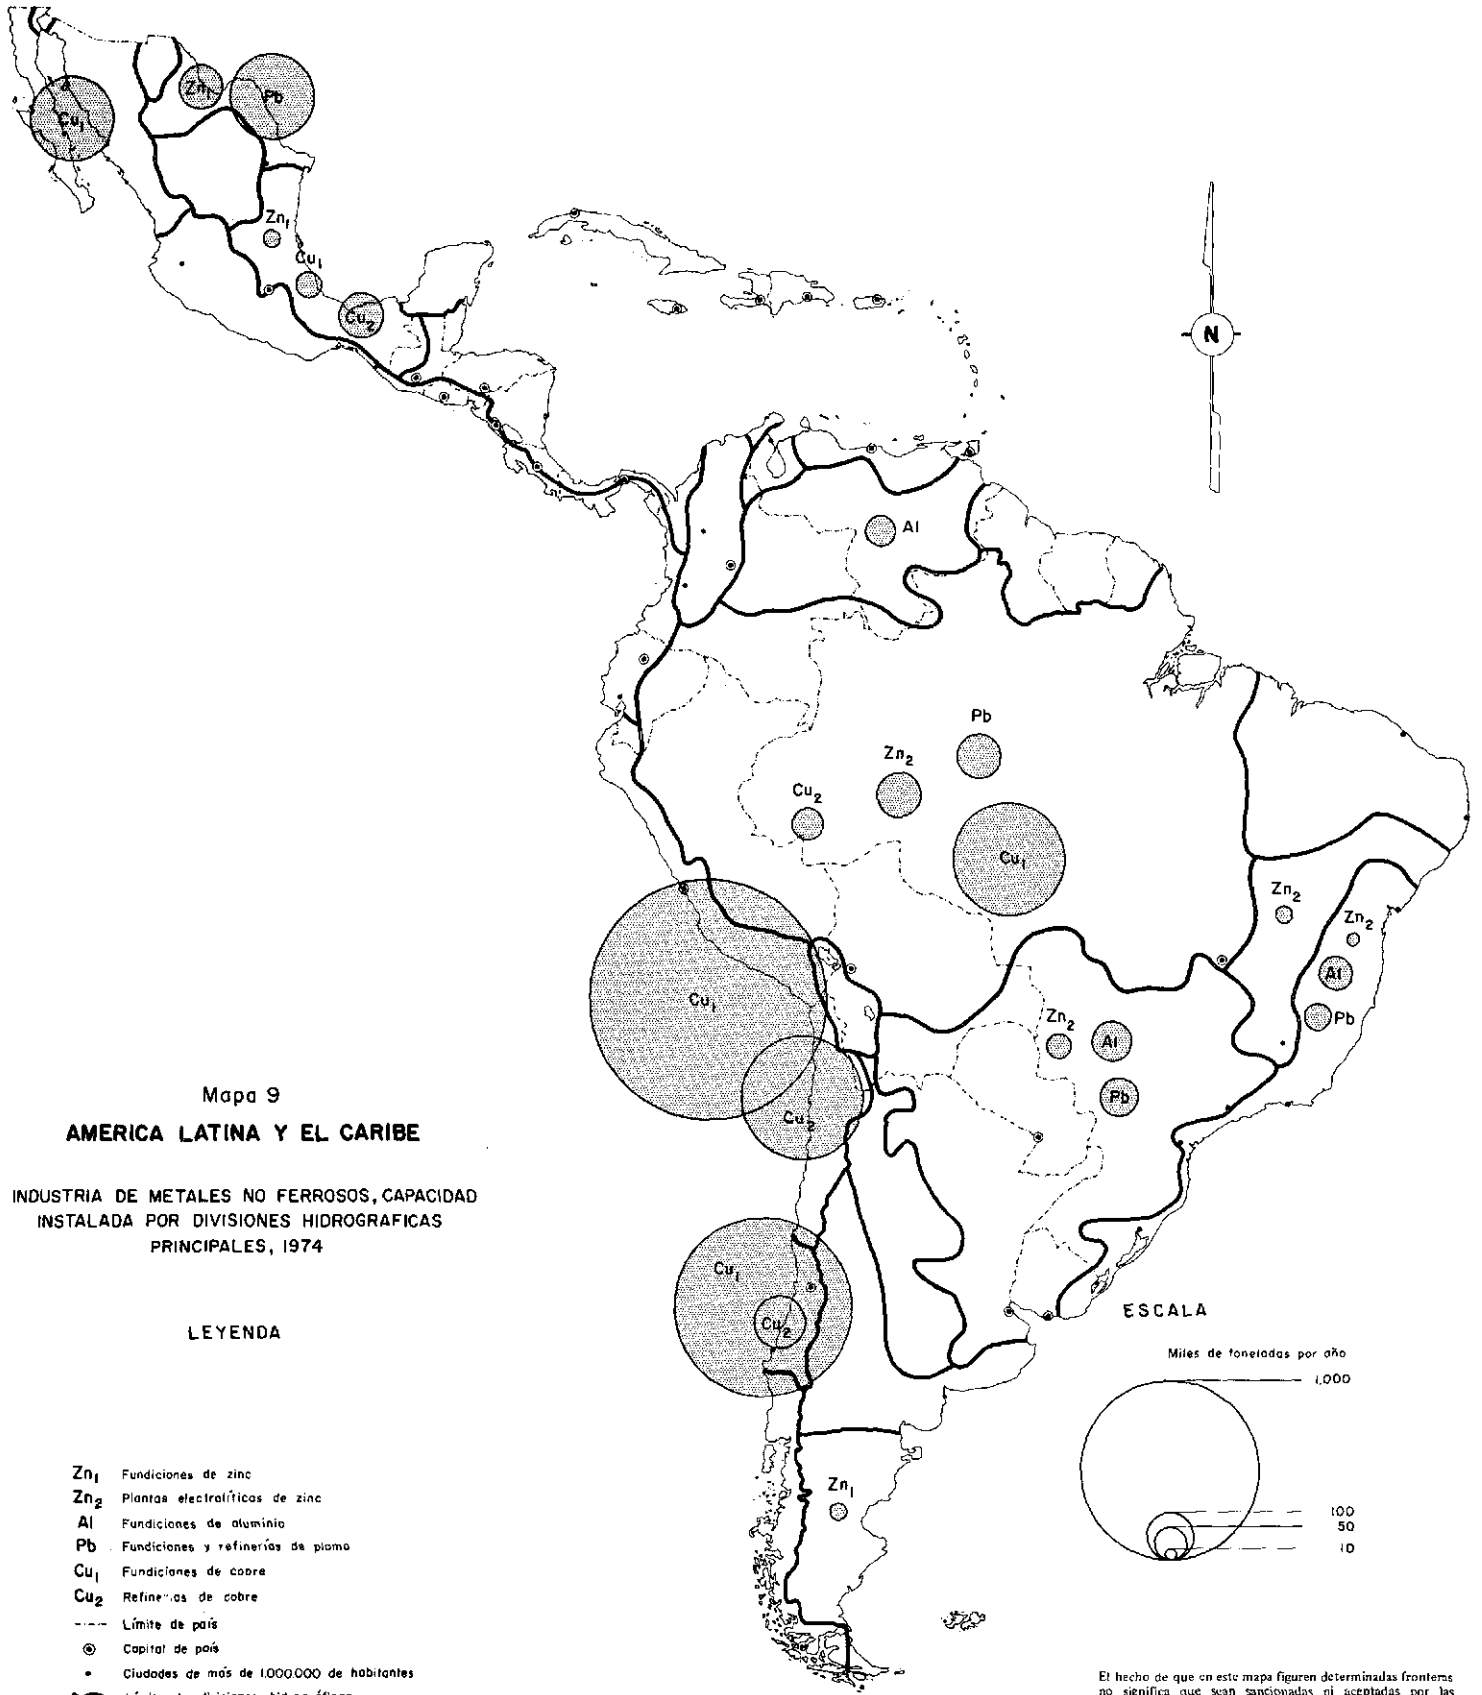 Zn1
Pb
Cu1
Zn1
Cu1
Cu2
N
Al
Pb
Zn2
Cu2
Cu1
Zn2
Zn2
Al
Pb
Cu1
Zn2
Al
Pb
Cu2
Cu1
Cu2
Zn1
Mapa 9
AMERICA LATINA Y EL CARIBE
INDUSTRIA DE METALES NO FERROSOS, CAPACIDAD
INSTALADA POR DIVISIONES HIDROGRAFICAS
PRINCIPALES, 1974
LEYENDA
Zn1 Fundiciones de zinc
Zn2 Plantas electrolíticas de zinc
Al Fundiciones de aluminio
Pb Fundiciones y refinerías de plomo
Cu1 Fundiciones de cobre
Cu2 Refinerías de cobre
Límite de país
Capital de país
Ciudades de más de 1.000.000 de habitantes
ESCALA
Miles de toneladas por año
1,000
100
50
10
El hecho de que en este mapa figuren determinadas fronteras
no significa que sean sancionadas ni aceptadas por las